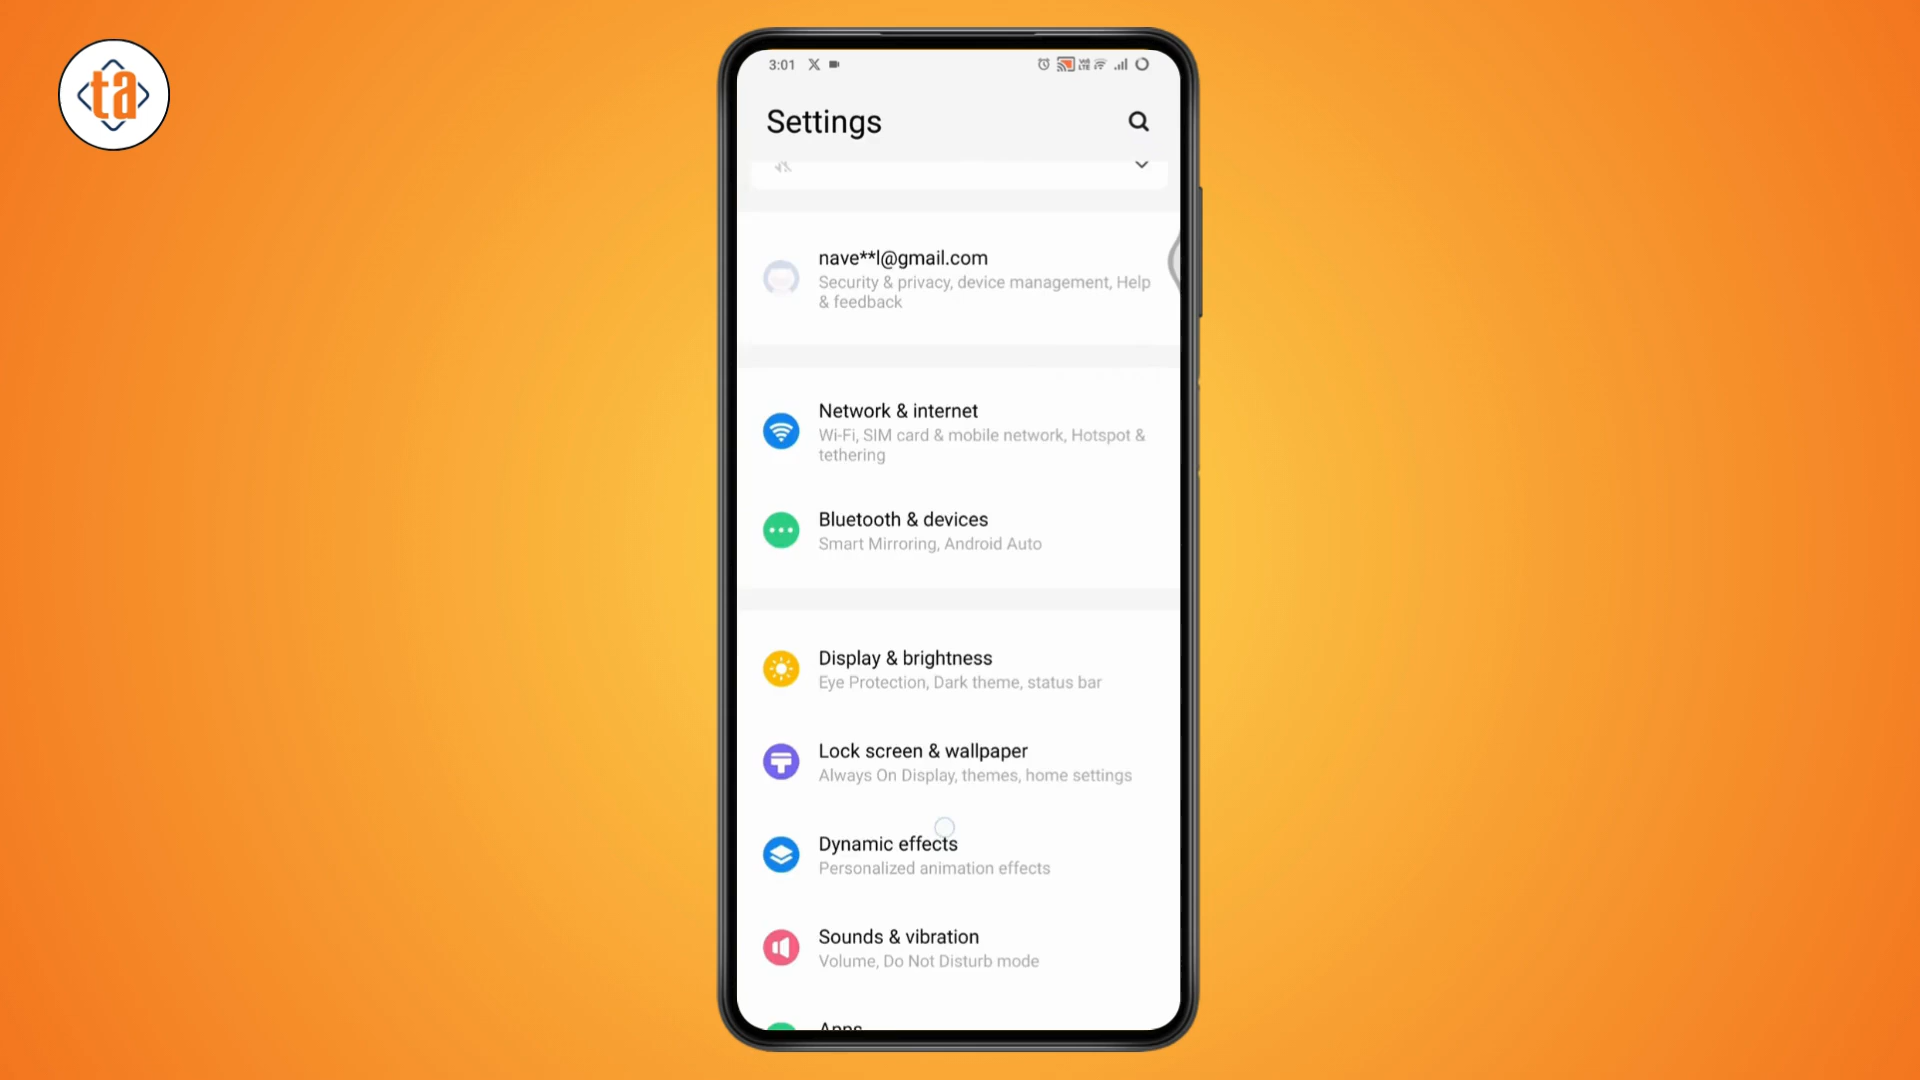 ta
3:01
Settings
nave**l@gmail.com
Security & privacy, device management, Help
& feedback
Network & internet
Wi-Fi, SIM card & mobile network, Hotspot &
tethering
Bluetooth & devices
Smart Mirroring, Android Auto
Display & brightness
Eye Protection, Dark theme, status bar
Lock screen & wallpaper
Always On Display, themes, home settings
Dynamic effects
Personalized animation effects
Sounds & vibration
Volume, Do Not Disturb mode
Apps